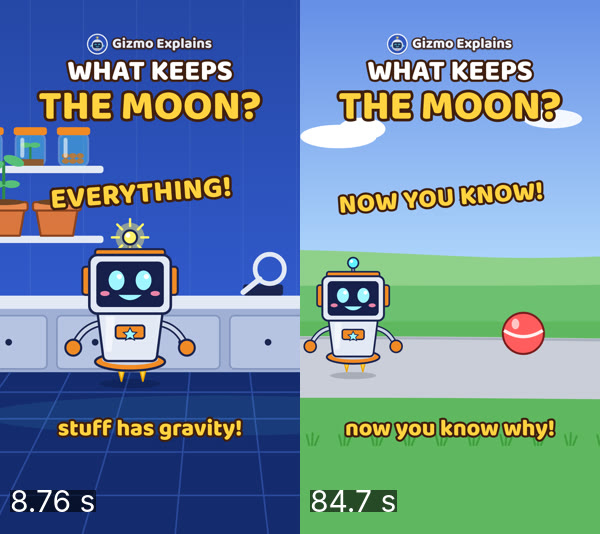 Gizmo Explains
WHAT KEEPS
THE MOON?
EVERYTHING!
stuff has gravity!
8.76 s
Gizmo Explains
WHAT KEEPS
THE MOON?
NOW YOU KNOW!
now you know why!
84.7 s